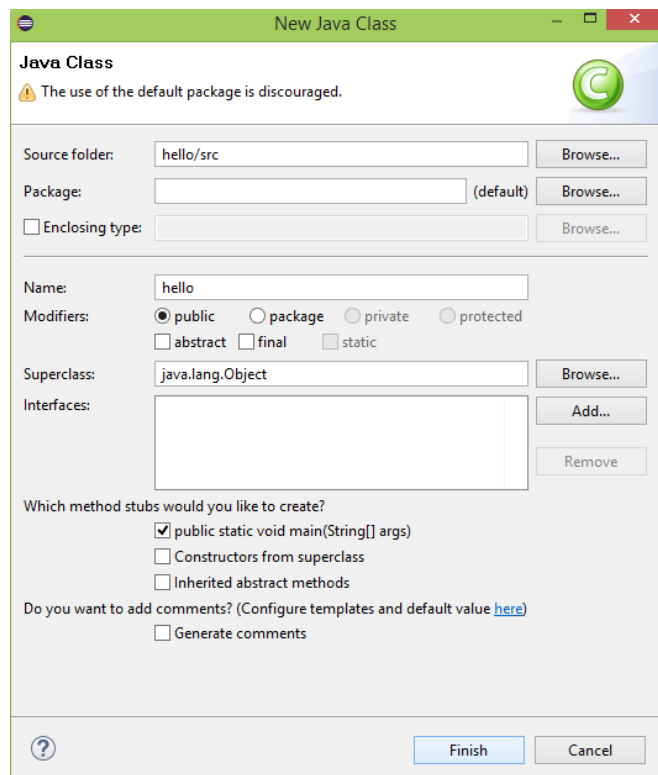 New Java Class
Java Class
The use of the default package is discouraged.
Source folder: hello/src Browse...
Package: (default) Browse...
Enclosing type: Browse...
Name: hello
Modifiers: public package private protected
abstract final static
Superclass: java.lang.Object Browse...
Interfaces: Add...
Remove
Which method stubs would you like to create?
public static void main(String[] args)
Constructors from superclass
Inherited abstract methods
Do you want to add comments? (Configure templates and default value here)
Generate comments
Finish Cancel